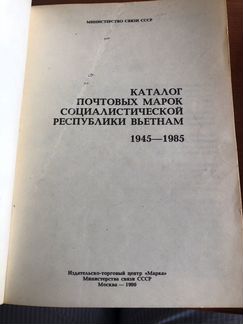 МИНИСТЕРСТВО СВЯЗИ СССР
КАТАЛОГ
ПОЧТОВЫХ МАРОК
СОЦИАЛИСТИЧЕСКОЙ
РЕСПУБЛИКИ ВЬЕТНАМ
1945—1985
Издательско-торговый центр «Марка»
Министерства связи СССР
Москва — 1990